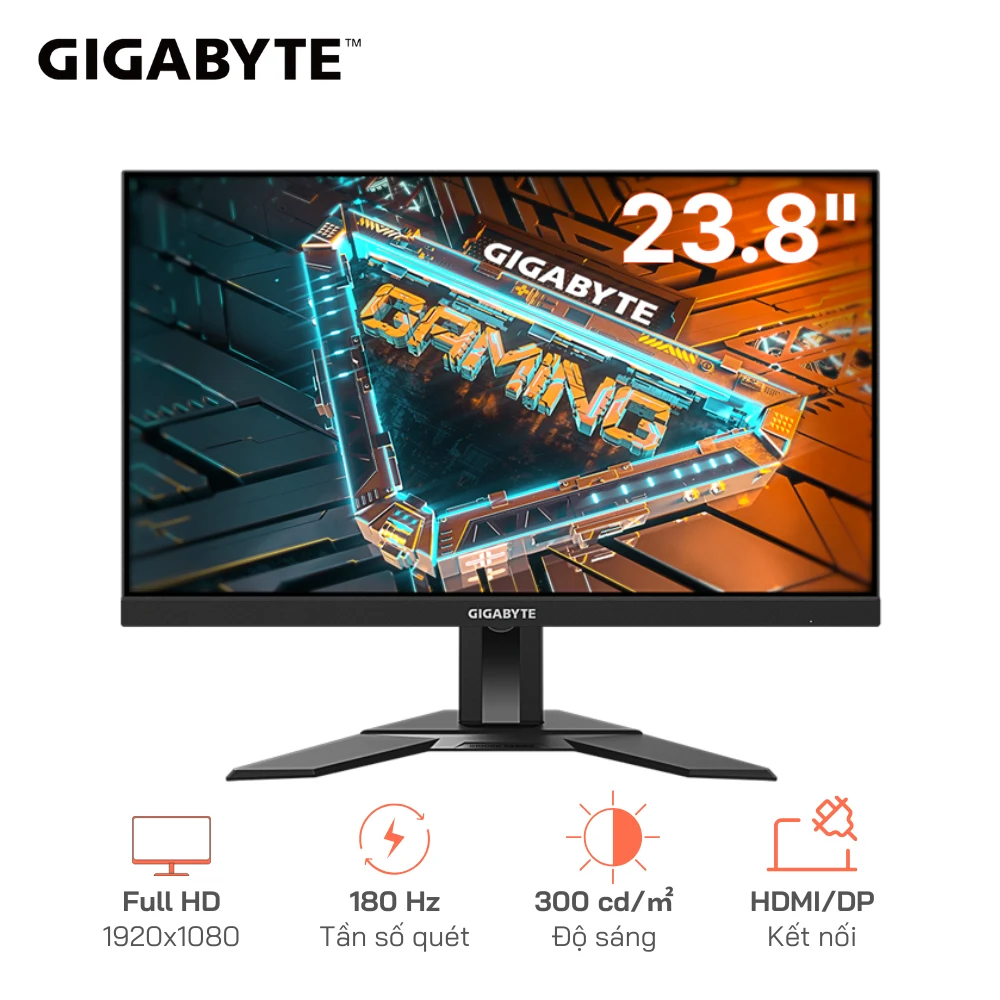 GIGABYTE™
23.8"
GIGABYTE
GAMING
GIGABYTE
Full HD
1920x1080
180 Hz
Tần số quét
300 cd/㎡
Độ sáng
HDMI/DP
Kết nối